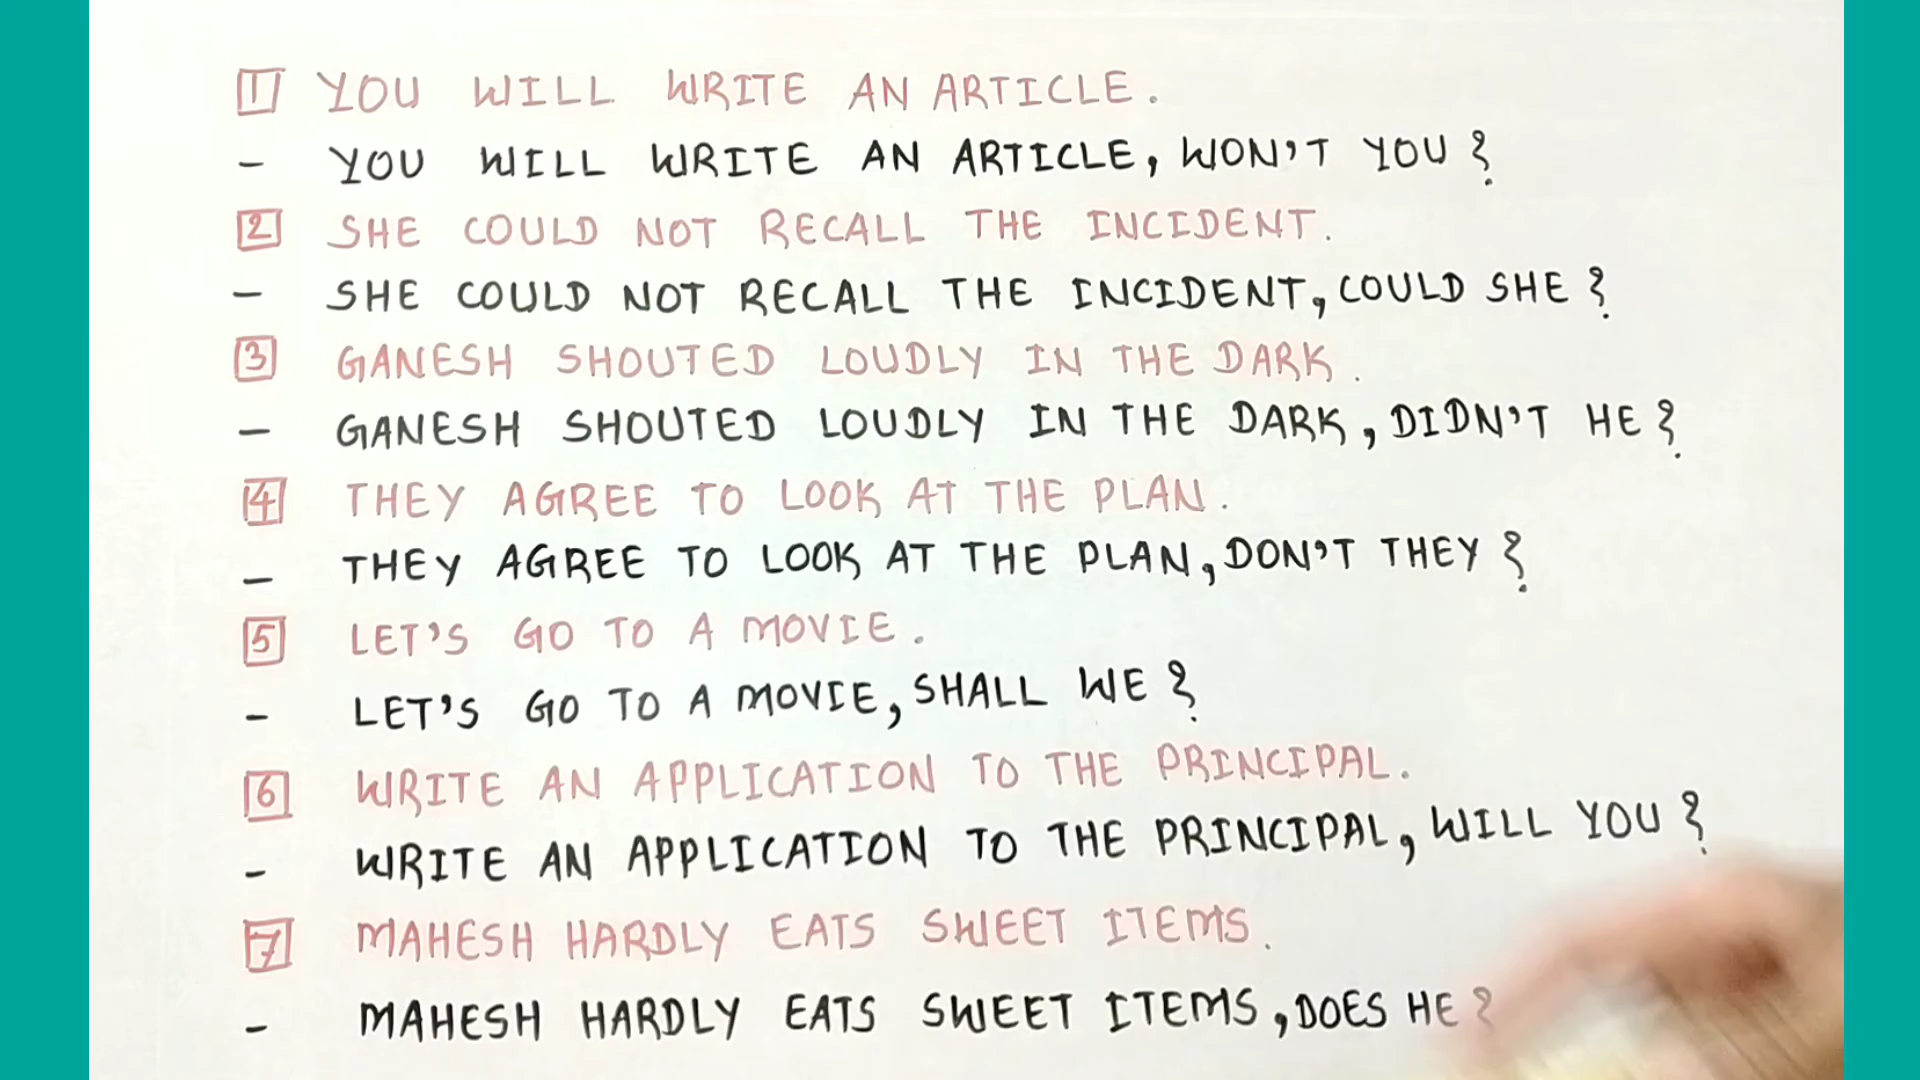 1 YOU WILL WRITE AN ARTICLE.
- YOU WILL WRITE AN ARTICLE, WON'T YOU?
2 SHE COULD NOT RECALL THE INCIDENT.
- SHE COULD NOT RECALL THE INCIDENT, COULD SHE?
3 GANESH SHOUTED LOUDLY IN THE DARK.
- GANESH SHOUTED LOUDLY IN THE DARK, DIDN'T HE?
4 THEY AGREE TO LOOK AT THE PLAN.
- THEY AGREE TO LOOK AT THE PLAN, DON'T THEY?
5 LET'S GO TO A MOVIE.
- LET'S GO TO A MOVIE, SHALL WE?
6 WRITE AN APPLICATION TO THE PRINCIPAL.
- WRITE AN APPLICATION TO THE PRINCIPAL, WILL YOU?
7 MAHESH HARDLY EATS SWEET ITEMS.
- MAHESH HARDLY EATS SWEET ITEMS, DOES HE?